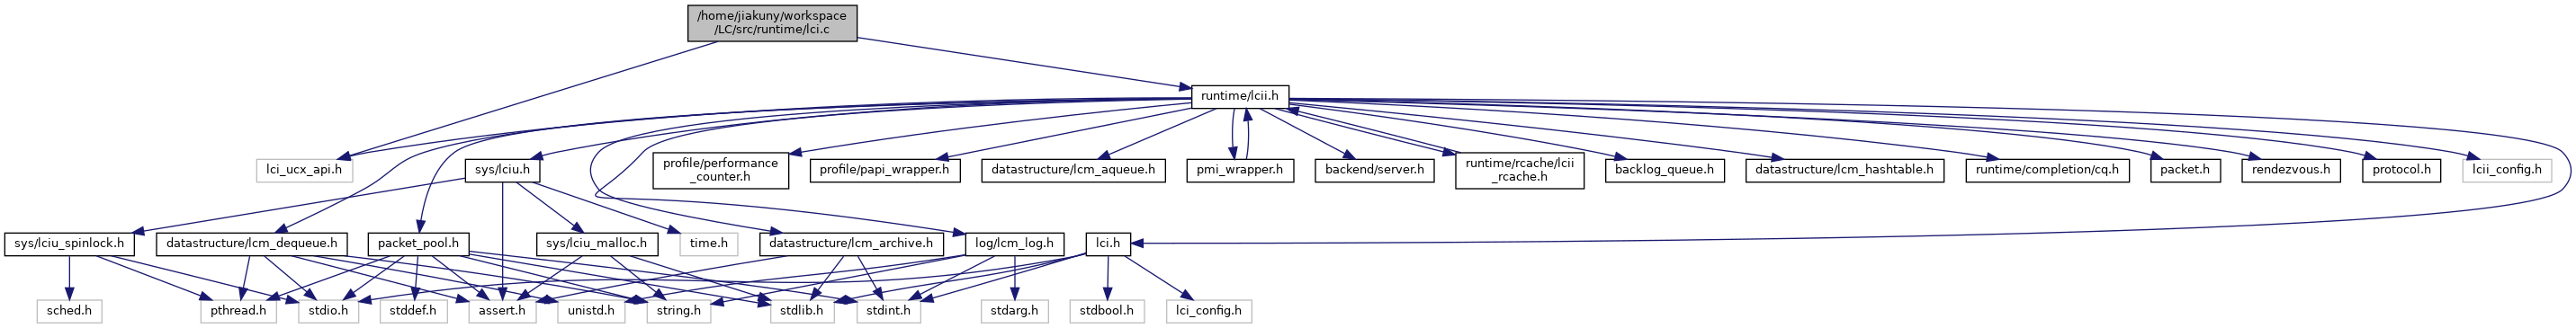 /home/jiakuny/workspace
/LC/src/runtime/lci.c
runtime/lcii.h
lci_ucx_api.h
sys/lciu.h
profile/performance
_counter.h
profile/papi_wrapper.h
datastructure/lcm_aqueue.h
pmi_wrapper.h
backend/server.h
runtime/rcache/lcii
_rcache.h
backlog_queue.h
datastructure/lcm_hashtable.h
runtime/completion/cq.h
packet.h
rendezvous.h
protocol.h
lcii_config.h
sys/lciu_spinlock.h
datastructure/lcm_dequeue.h
packet_pool.h
sys/lciu_malloc.h
time.h
datastructure/lcm_archive.h
log/lcm_log.h
lci.h
sched.h
pthread.h
stdio.h
stddef.h
assert.h
unistd.h
string.h
stdlib.h
stdint.h
stdarg.h
stdbool.h
lci_config.h